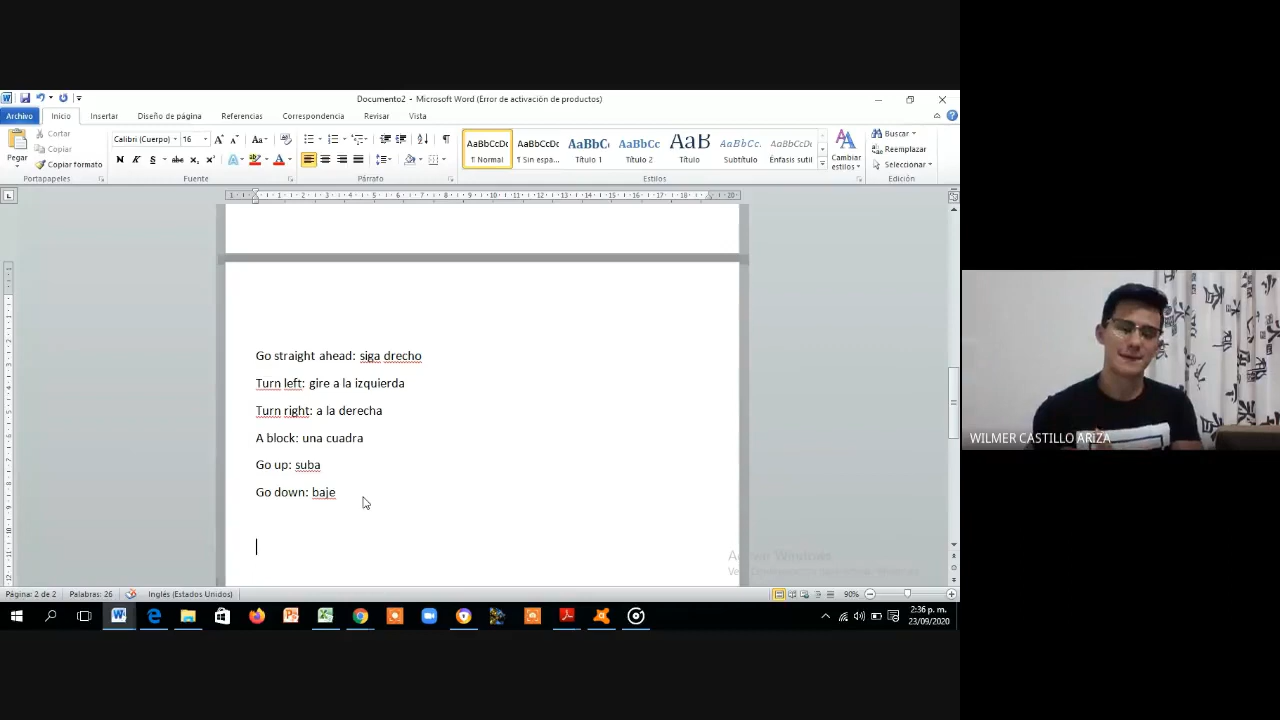 Documento2 - Microsoft Word (Error de activación de productos)
Archivo Inicio Insertar Diseño de página Referencias Correspondencia Revisar Vista
Pegar
Cortar
Copiar
Copiar formato
Portapapeles
Calibri (Cuerpo) 16
Fuente
Párrafo
AaBbCcDc AaBbCcDc AaBbC AaBbCc AaB AaBbCc. AaBbCcDc
¶ Normal ¶ Sin espa... Título 1 Título 2 Título Subtítulo Énfasis sutil
Cambiar estilos
Estilos
Buscar
Reemplazar
Seleccionar
Edición
Go straight ahead: siga drecho
Turn left: gire a la izquierda
Turn right: a la derecha
A block: una cuadra
Go up: suba
Go down: baje
WILMER CASTILLO ARIZA
Página: 2 de 2 Palabras: 26 Inglés (Estados Unidos) 90%
2:36 p. m.
23/09/2020